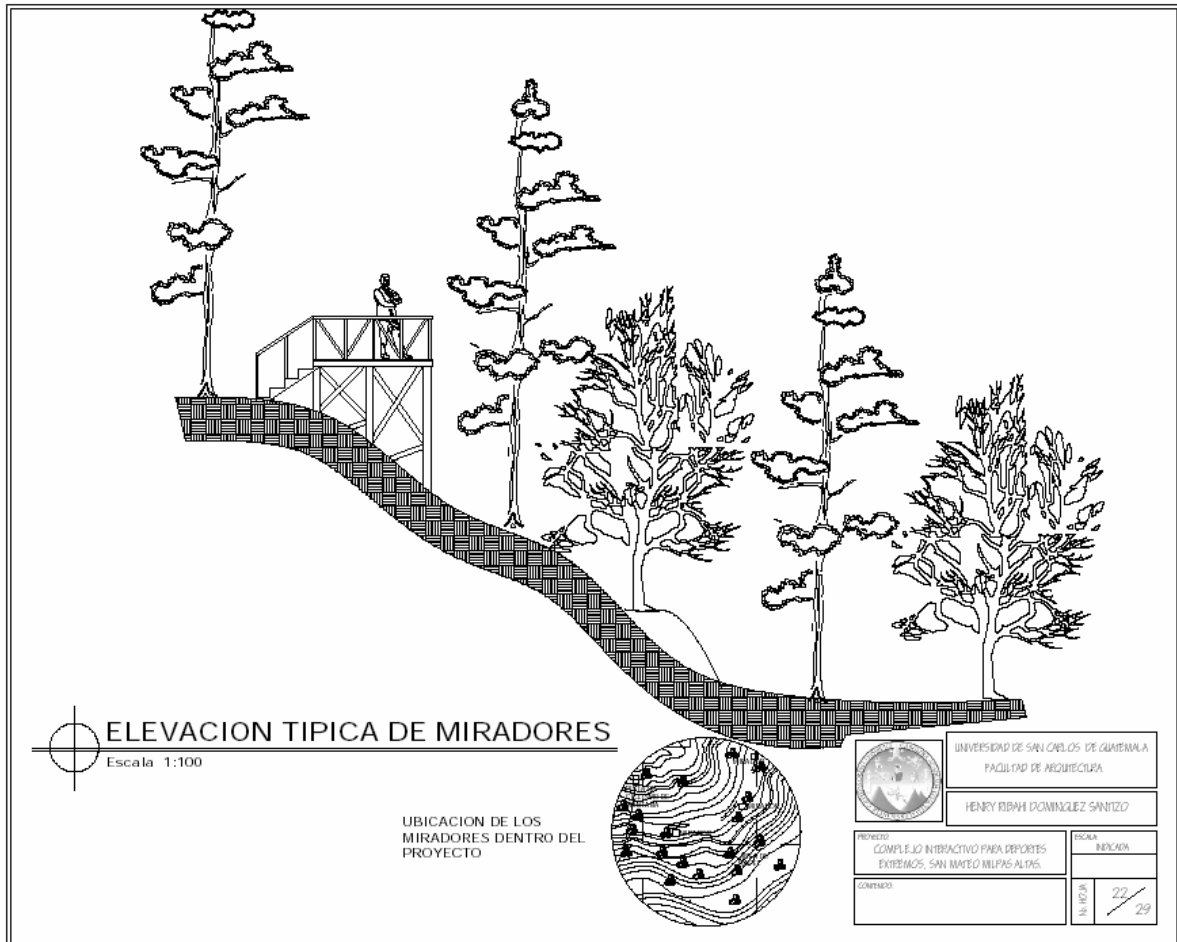 ELEVACION TIPICA DE MIRADORES
Escala 1:100
UBICACION DE LOS
MIRADORES DENTRO DEL
PROYECTO
UNIVERSIDAD DE SAN CARLOS DE GUATEMALA
FACULTAD DE ARQUITECTURA
HENRY RIBAHI DOMINGUEZ SANTIZO
PROYECTO:
COMPLEJO INTERACTIVO PARA DEPORTES
EXTREMOS, SAN MATEO MILPAS ALTAS.
ESCALA:
INDICADA
CONTENIDO:
No. HOJA
22
29